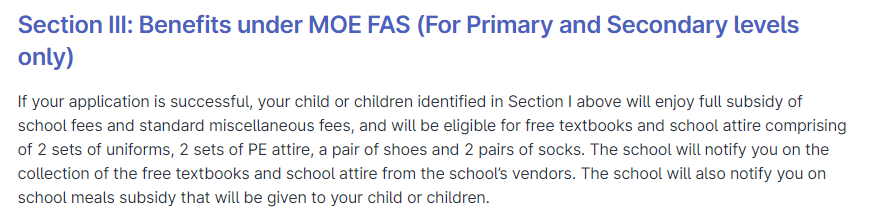 Section III: Benefits under MOE FAS (For Primary and Secondary levels
only)
If your application is successful, your child or children identified in Section I above will enjoy full subsidy of
school fees and standard miscellaneous fees, and will be eligible for free textbooks and school attire comprising
of 2 sets of uniforms, 2 sets of PE attire, a pair of shoes and 2 pairs of socks. The school will notify you on the
collection of the free textbooks and school attire from the school's vendors. The school will also notify you on
school meals subsidy that will be given to your child or children.